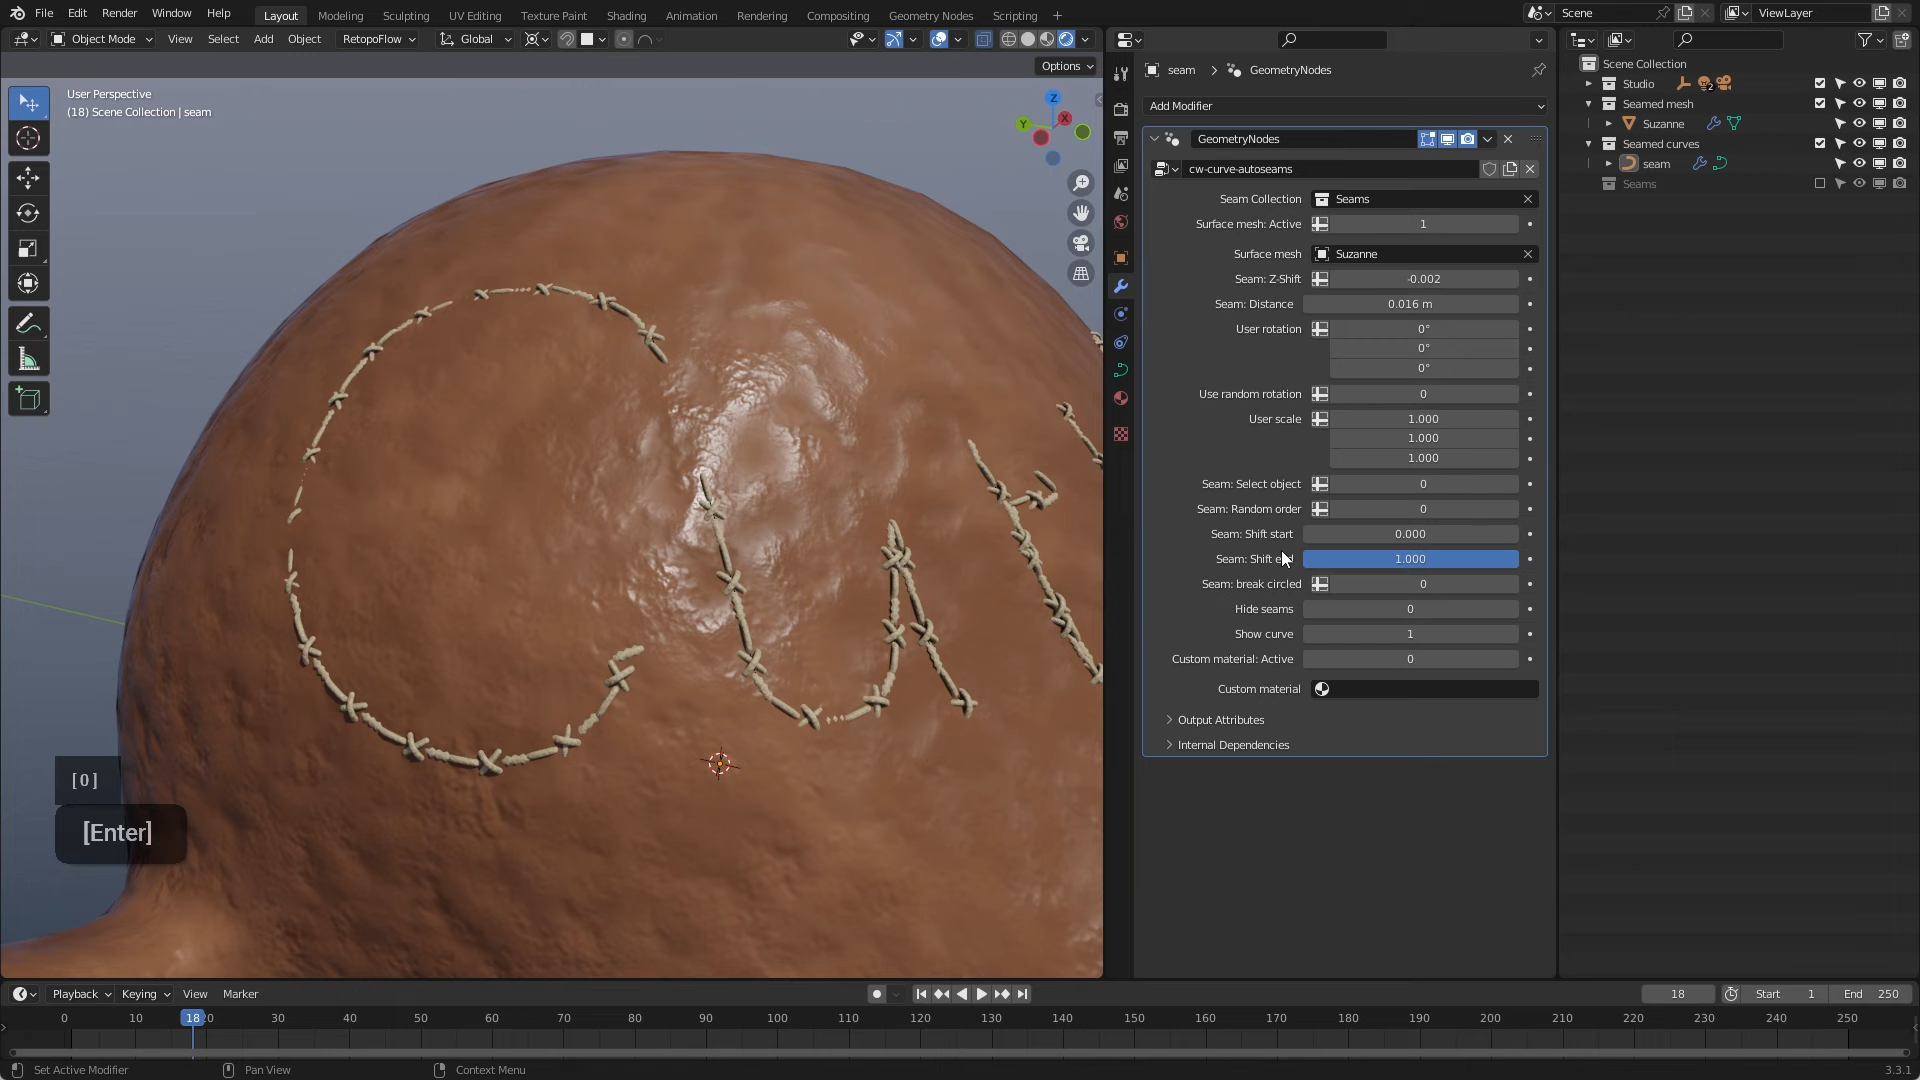 File Edit Render Window Help Layout Modeling Sculpting UV Editing Texture Paint Shading Animation Rendering Compositing Geometry Nodes Scripting + Scene ViewLayer
Object Mode View Select Add Object RetopoFlow Global
Options
User Perspective
(18) Scene Collection | seam
Z
Y
X
[0]
[Enter]
seam > GeometryNodes
Add Modifier
GeometryNodes
cw-curve-autoseams
Seam Collection Seams
Surface mesh: Active 1
Surface mesh Suzanne
Seam: Z-Shift -0.002
Seam: Distance 0.016 m
User rotation 0°
0°
0°
Use random rotation 0
User scale 1.000
1.000
1.000
Seam: Select object 0
Seam: Random order 0
Seam: Shift start 0.000
Seam: Shift 1.000
Seam: break circled 0
Hide seams 0
Show curve 1
Custom material: Active 0
Custom material
Output Attributes
Internal Dependencies
Scene Collection
Studio 2
Seamed mesh
Suzanne
Seamed curves
seam
Seams
Playback Keying View Marker 18 Start 1 End 250
0 10 18 20 30 40 50 60 70 80 90 100 110 120 130 140 150 160 170 180 190 200 210 220 230 240 250
Set Active Modifier Pan View Context Menu 3.3.1